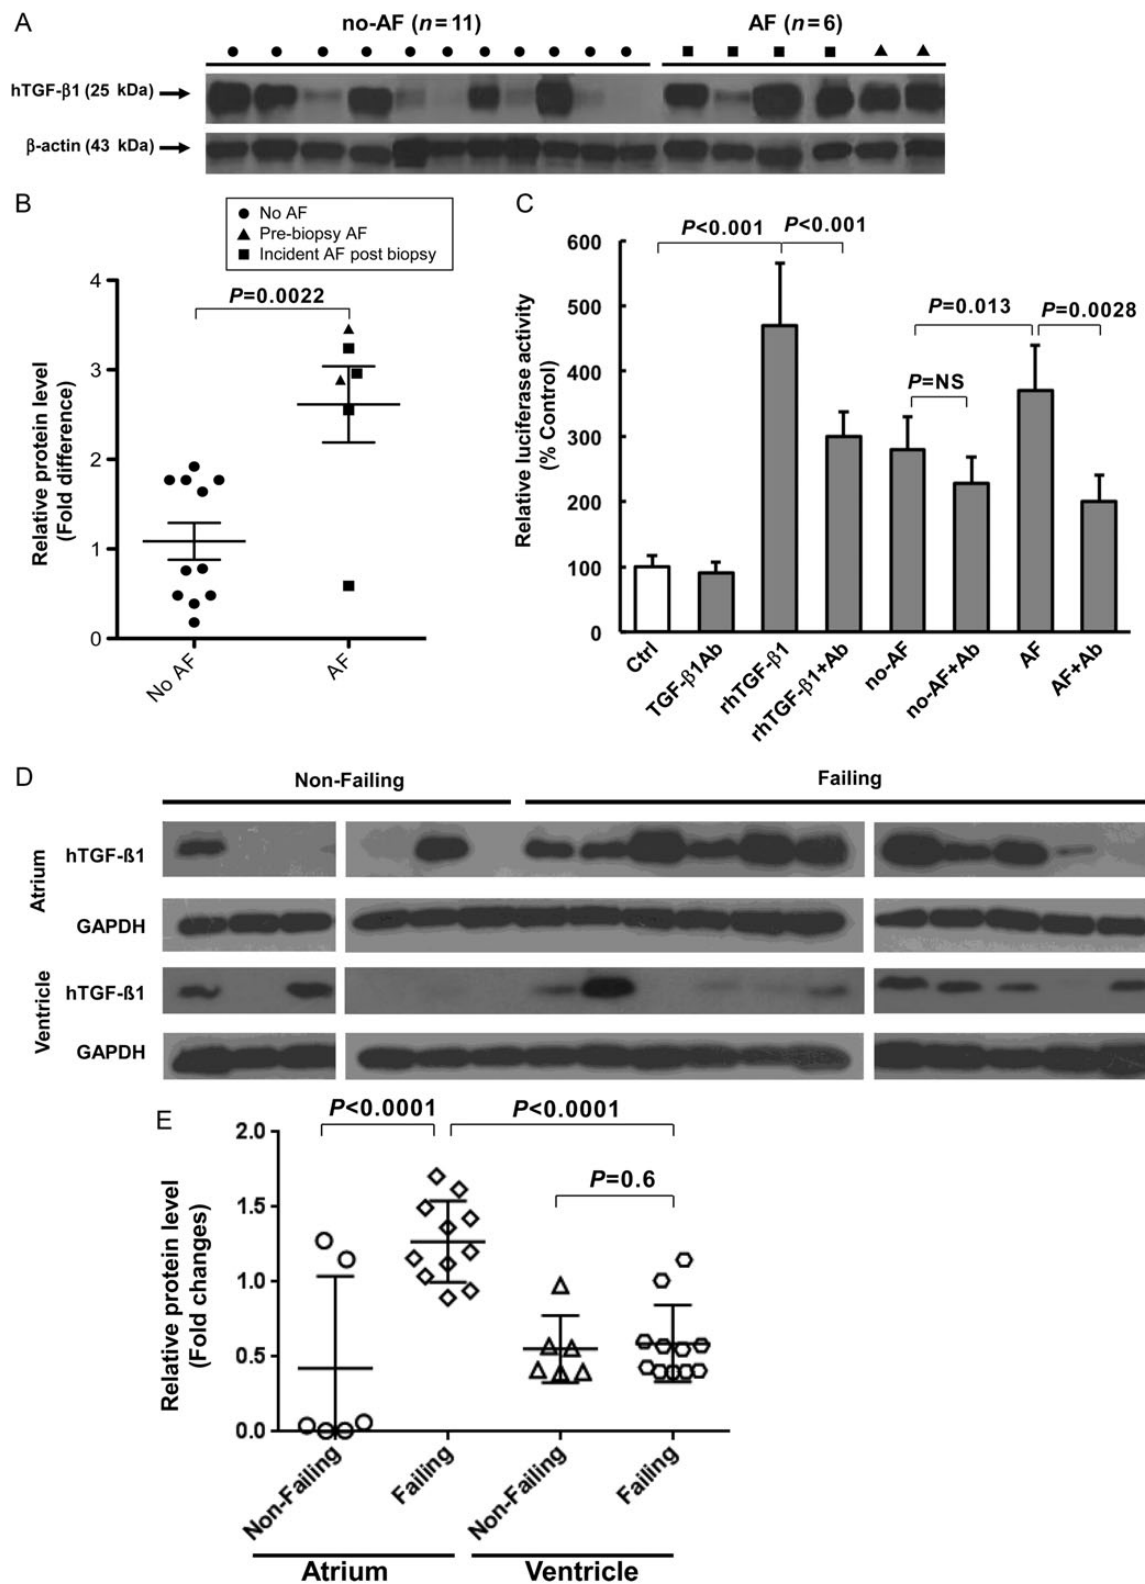 A
no-AF (n=11)
AF (n=6)
hTGF-β1 (25 kDa)
β-actin (43 kDa)
B
No AF
Pre-biopsy AF
Incident AF post biopsy
P=0.0022
Relative protein level
(Fold difference)
4
3
2
1
0
No AF
AF
C
P<0.001
P<0.001
P=0.013
P=0.0028
P=NS
Relative luciferase activity
(% Control)
600
500
400
300
200
100
0
Ctrl
TGF-β1Ab
rhTGF-β1
rhTGF-β1+Ab
no-AF
no-AF+Ab
AF
AF+Ab
D
Non-Failing
Failing
Atrium
hTGF-ß1
GAPDH
Ventricle
hTGF-ß1
GAPDH
E
P<0.0001
P<0.0001
P=0.6
Relative protein level
(Fold changes)
2.0
1.5
1.0
0.5
0.0
Non-Failing
Failing
Non-Failing
Failing
Atrium
Ventricle